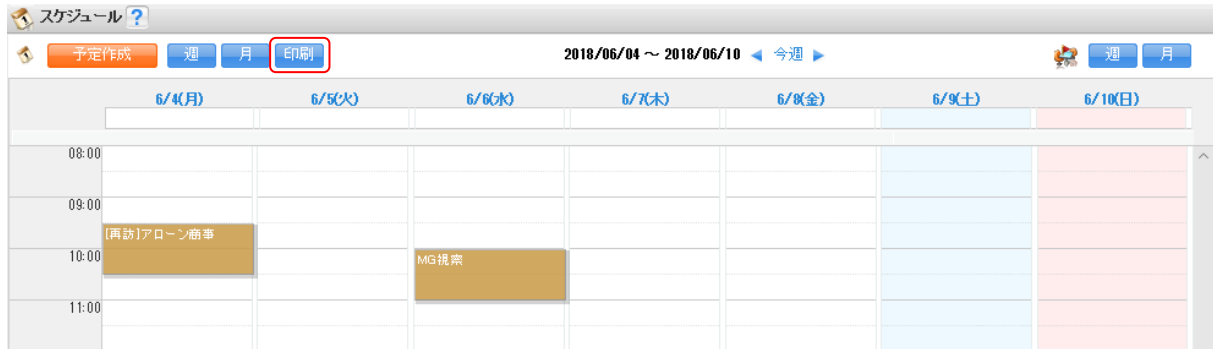 スケジュール ?
予定作成 週 月 印刷 2018/06/04 ～ 2018/06/10 ◀ 今週 ▶ 週 月
6/4(月) 6/5(火) 6/6(水) 6/7(木) 6/8(金) 6/9(土) 6/10(日)
08:00
09:00
[再訪]アローン商事
10:00
MG視察
11:00